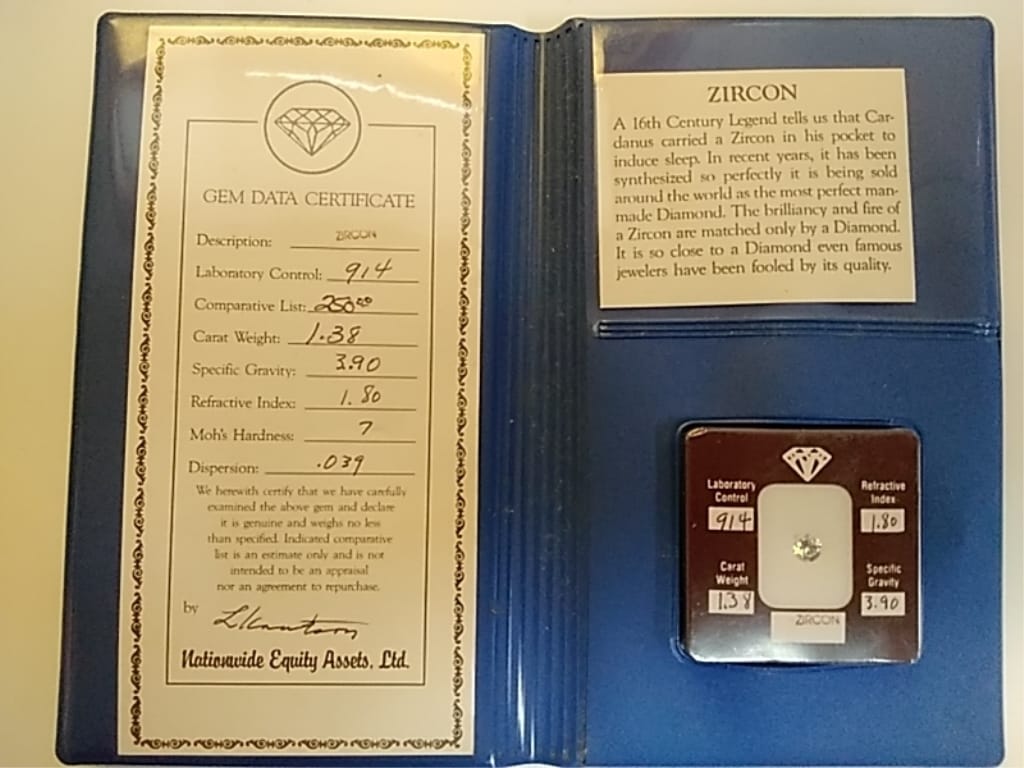 GEM DATA CERTIFICATE
Description: ZIRCON
Laboratory Control: 914
Comparative List: 250.00
Carat Weight: 1.38
Specific Gravity: 3.90
Refractive Index: 1.80
Moh's Hardness: 7
Dispersion: .039
We herewith certify that we have carefully
examined the above gem and declare
it is genuine and weighs no less
than specified. Indicated comparative
list is an estimate only and is not
intended to be an appraisal
nor an agreement to repurchase.
by
Nationwide Equity Assets, Ltd.
ZIRCON
A 16th Century Legend tells us that Car-
danus carried a Zircon in his pocket to
induce sleep. In recent years, it has been
synthesized so perfectly it is being sold
around the world as the most perfect man-
made Diamond. The brilliancy and fire of
a Zircon are matched only by a Diamond.
It is so close to a Diamond even famous
jewelers have been fooled by its quality.
Laboratory
Control
914
Refractive
Index
1.80
Carat
Weight
1.38
Specific
Gravity
3.90
ZIRCON